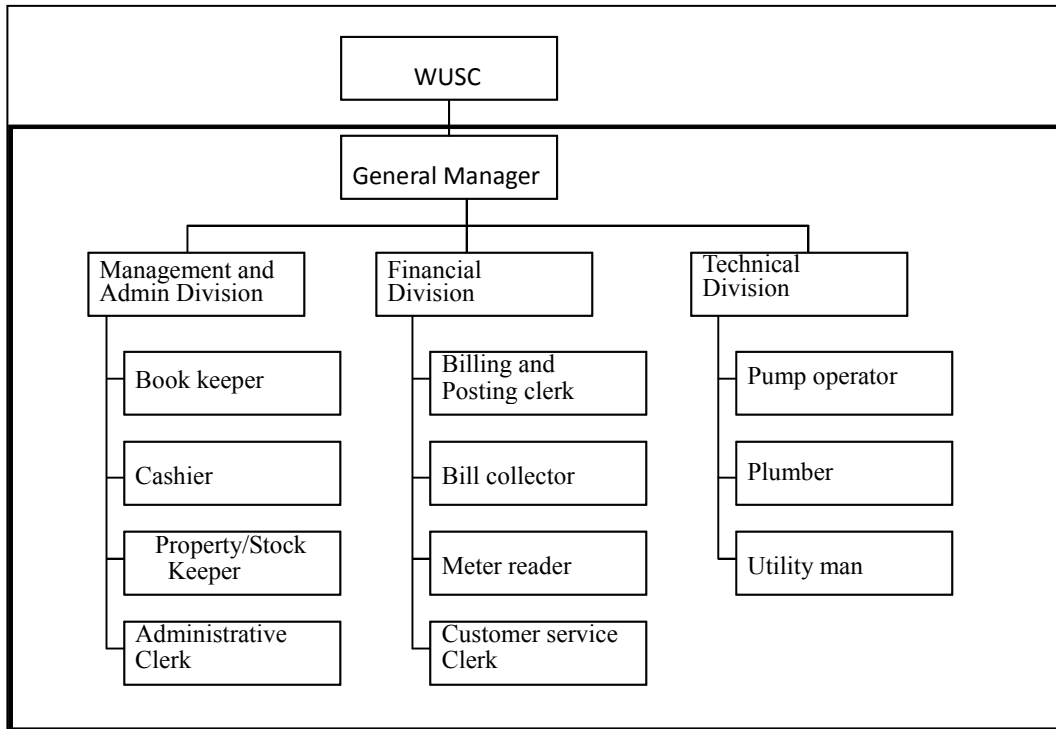 WUSC
General Manager
Management and
Admin Division
Book keeper
Cashier
Property/Stock
Keeper
Administrative
Clerk
Financial
Division
Billing and
Posting clerk
Bill collector
Meter reader
Customer service
Clerk
Technical
Division
Pump operator
Plumber
Utility man